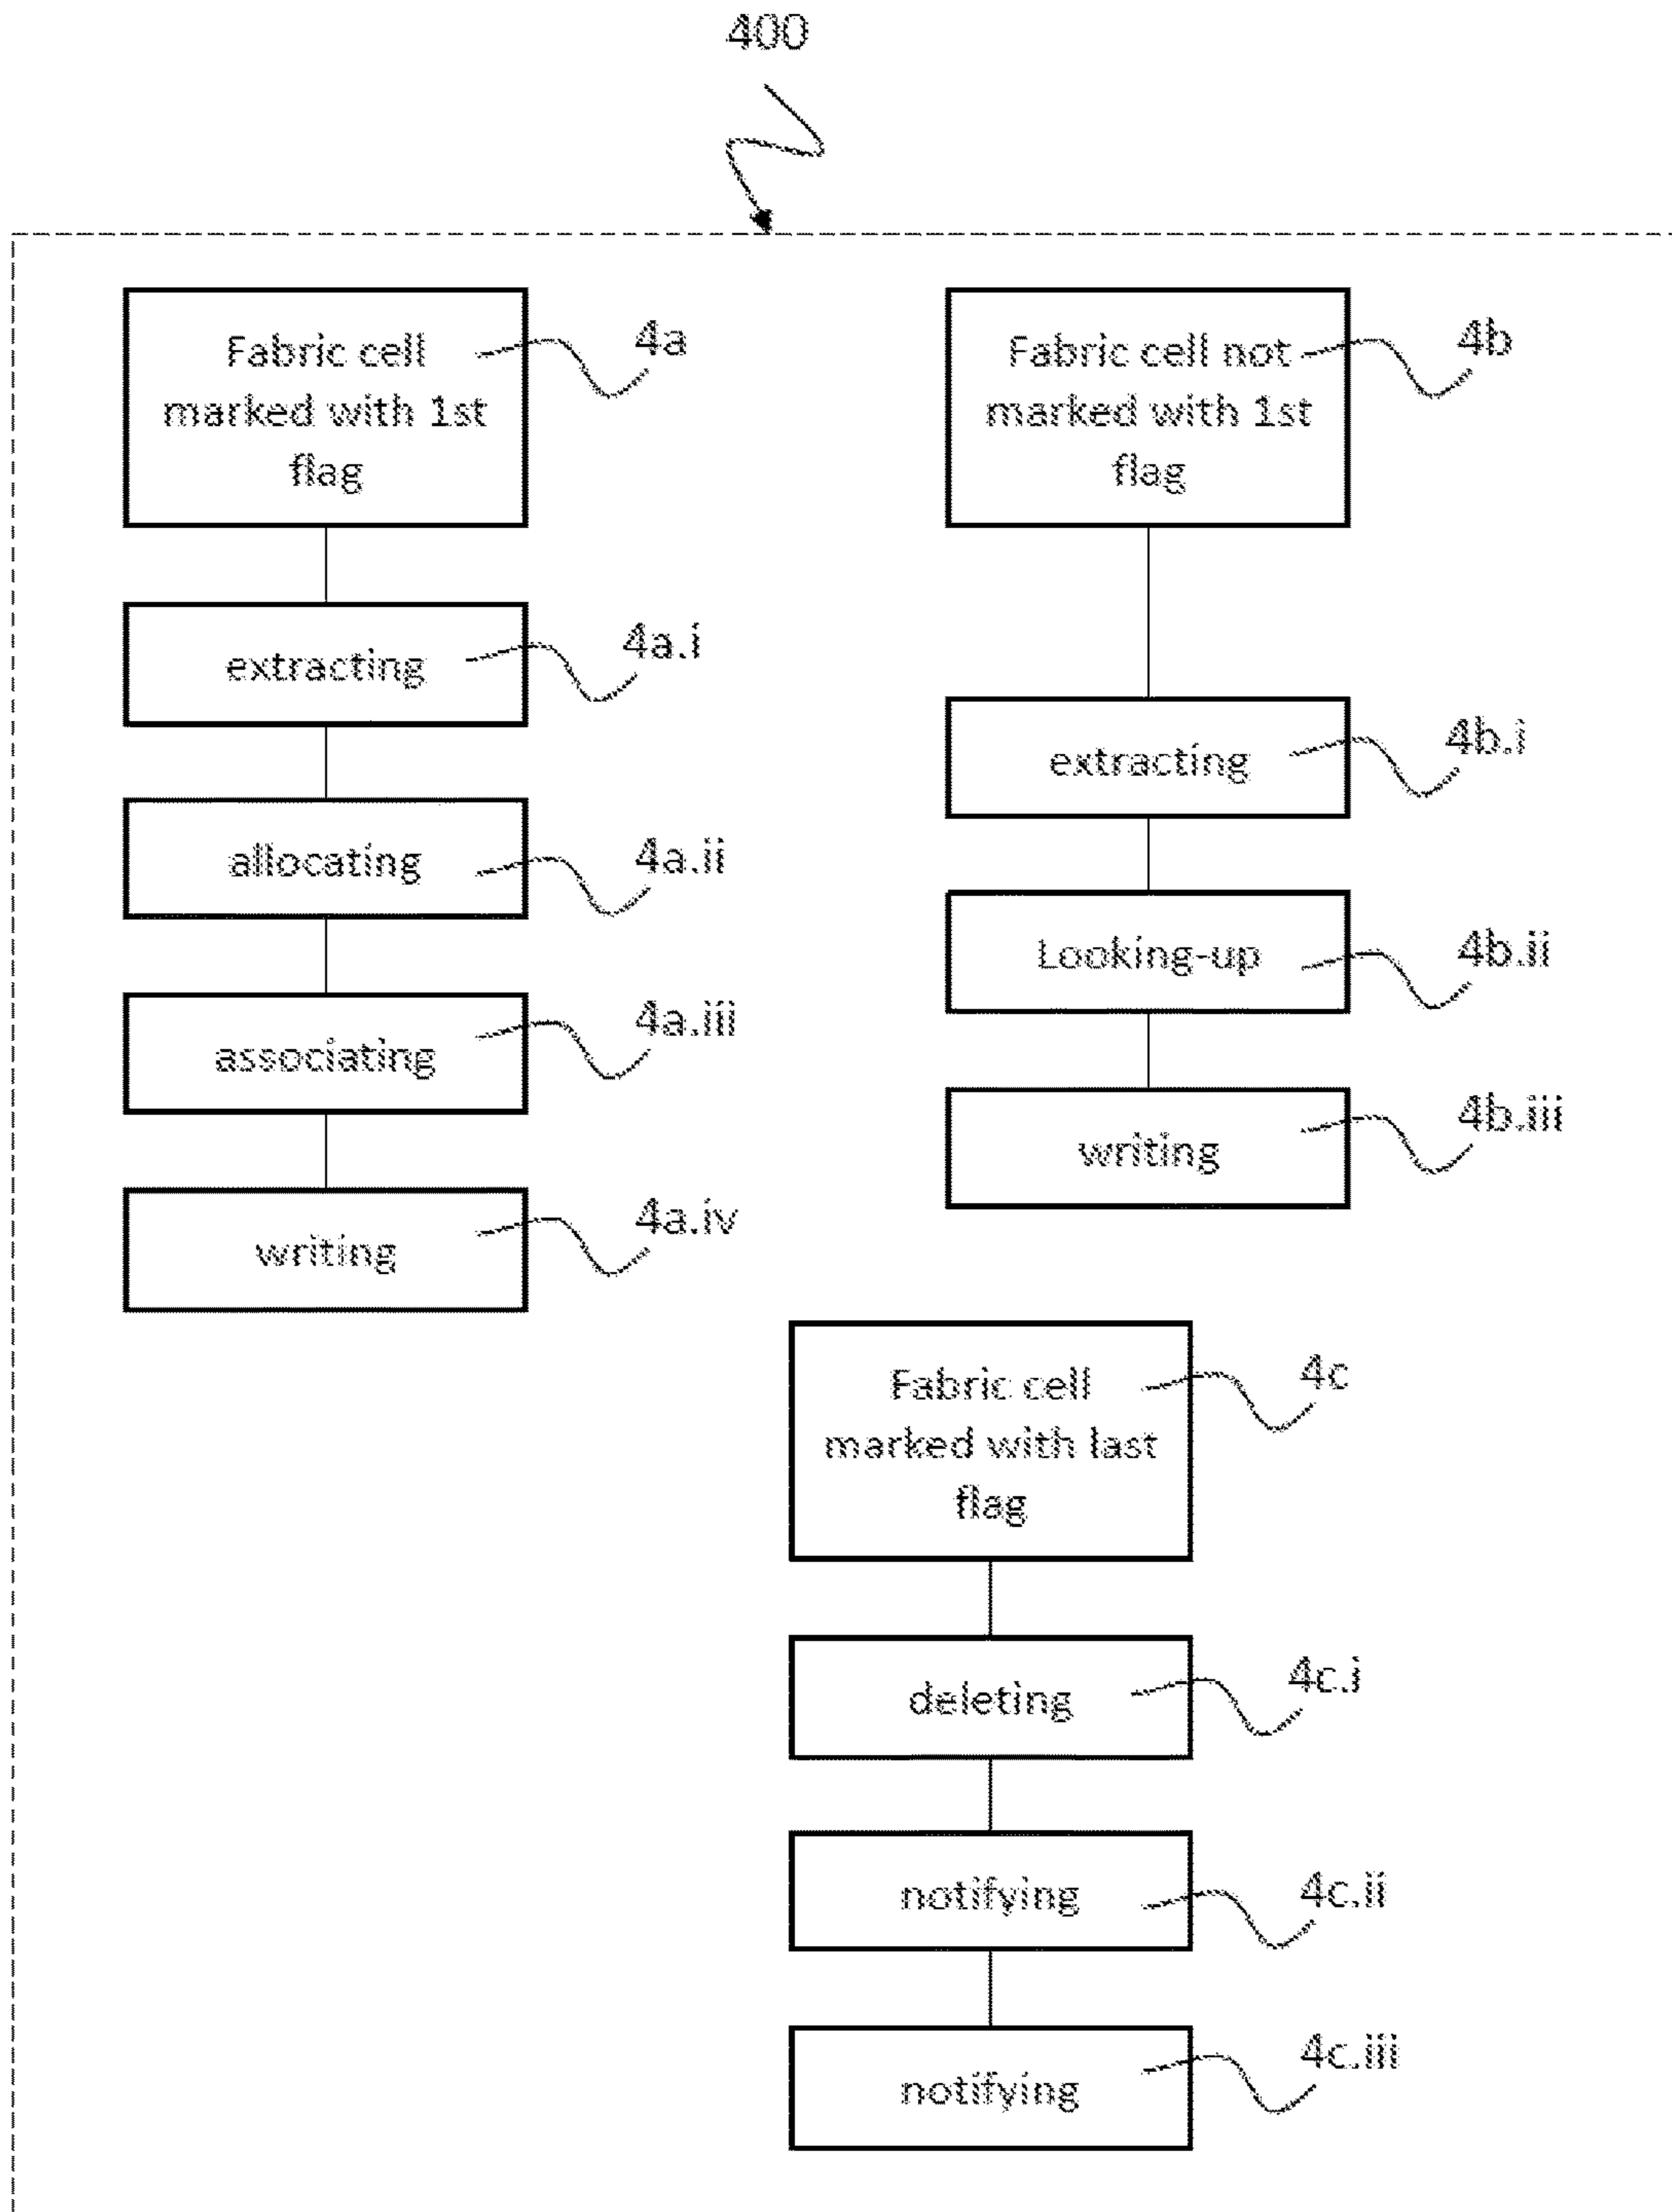 400
Fabric cell
marked with 1st
flag
4a
extracting
4a.i
allocating
4a.ii
associating
4a.iii
writing
4a.iv
Fabric cell not
marked with 1st
flag
4b
extracting
4b.i
Looking-up
4b.ii
writing
4b.iii
Fabric cell
marked with last
flag
4c
deleting
4c.i
notifying
4c.ii
notifying
4c.iii